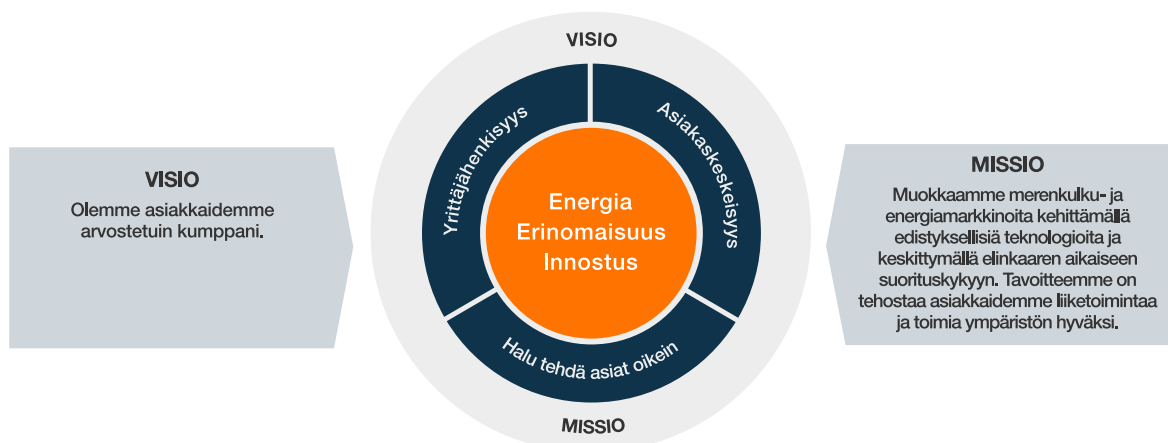 VISIO
Olemme asiakkaidemme
arvostetuin kumppani.
VISIO
Yrittäjähenkisyys
Asiakaskeskeisyys
Energia
Erinomaisuus
Innostus
Halu tehdä asiat oikein
MISSIO
MISSIO
Muokkaamme merenkulku- ja
energiamarkkinoita kehittämällä
edistyksellisiä teknologioita ja
keskittymällä elinkaaren aikaiseen
suorituskykyyn. Tavoitteemme on
tehostaa asiakkaidemme liiketoimintaa
ja toimia ympäristön hyväksi.